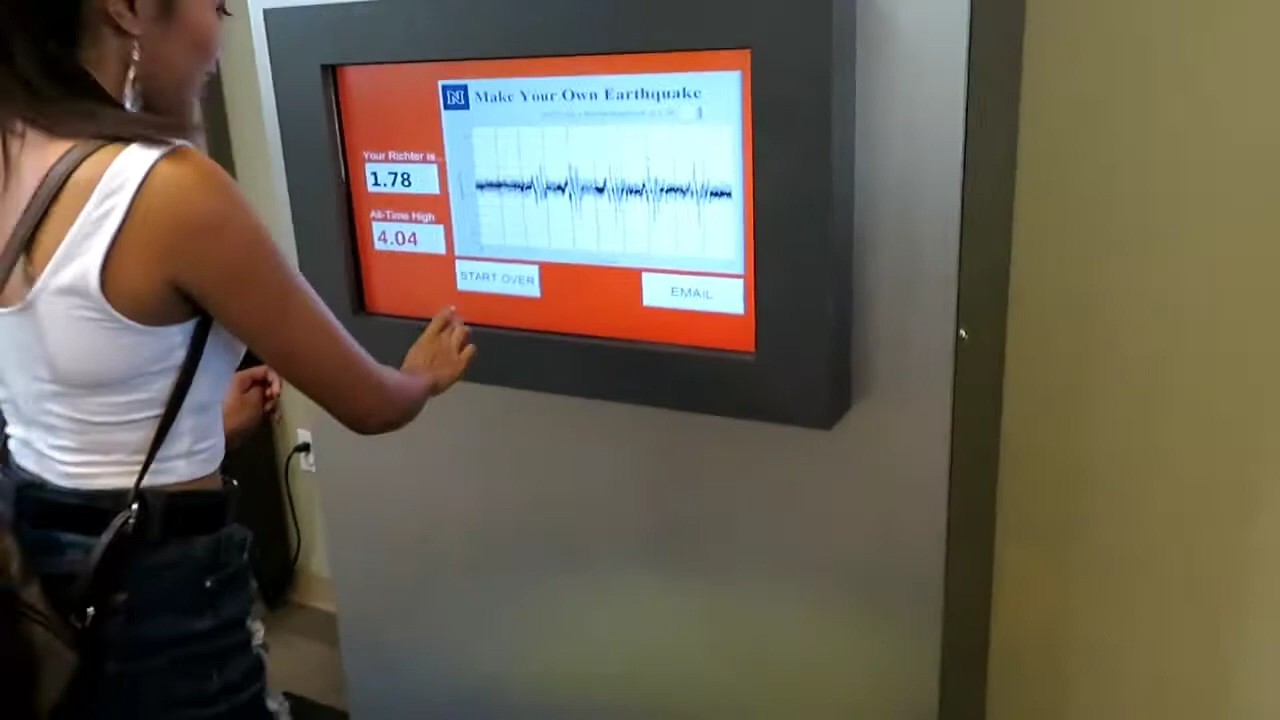 N Make Your Own Earthquake
Your Richter is
1.78
All-Time High
4.04
START OVER
EMAIL